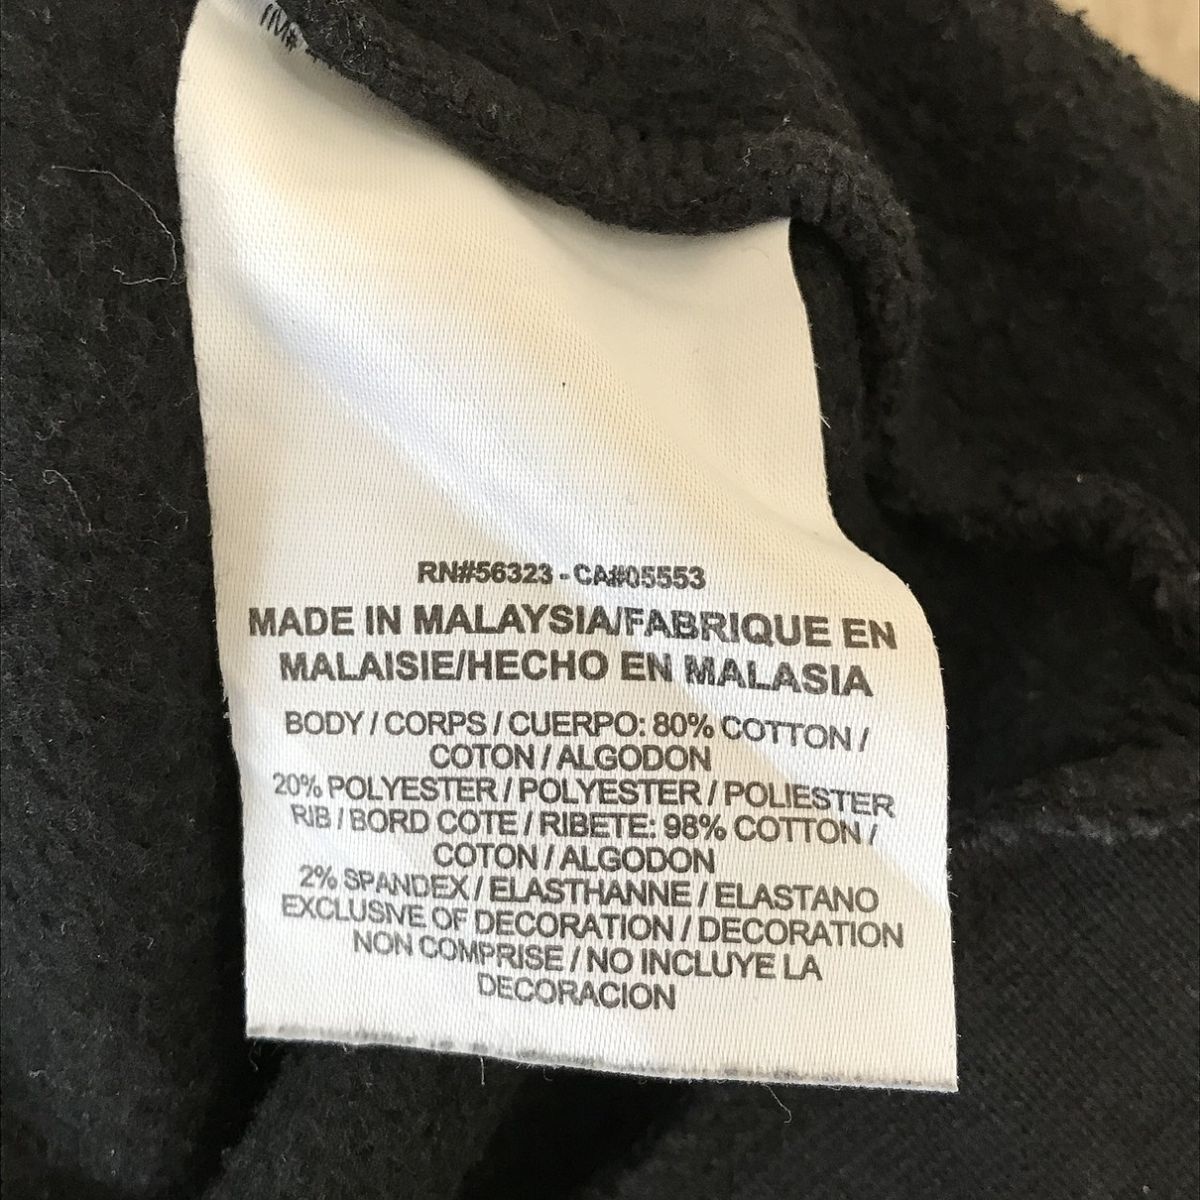 RN#56323 - CA#05553
MADE IN MALAYSIA/FABRIQUE EN
MALAISIE/HECHO EN MALASIA
BODY / CORPS / CUERPO: 80% COTTON /
COTON / ALGODON
20% POLYESTER / POLYESTER / POLIESTER
RIB / BORD COTE / RIBETE: 98% COTTON /
COTON / ALGODON
2% SPANDEX / ELASTHANNE / ELASTANO
EXCLUSIVE OF DECORATION / DECORATION
NON COMPRISE / NO INCLUYE LA
DECORACION